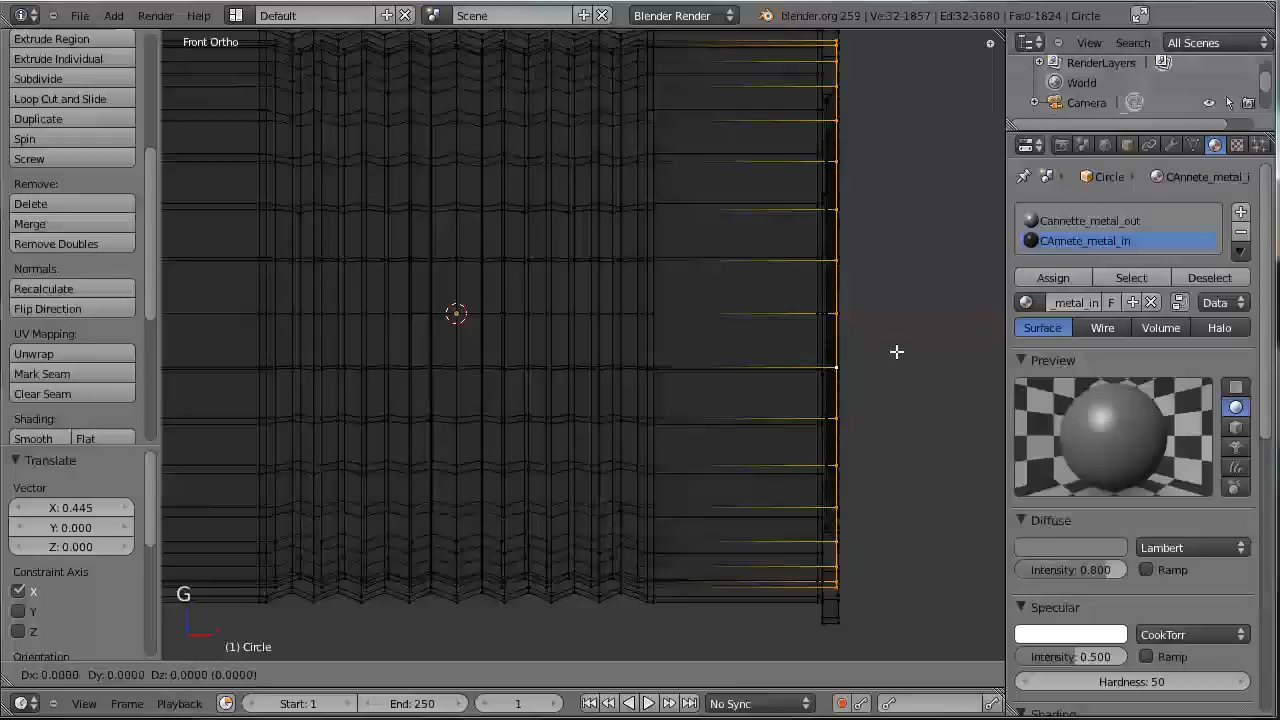 File Add Render Help Default Scene Blender Render blender.org 259 | Ve:32-1857 | Ed:32-3680 | Fa:0-1824 | Circle
Extrude Region
Extrude Individual
Subdivide
Loop Cut and Slide
Duplicate
Spin
Screw
Remove:
Delete
Merge
Remove Doubles
Normals:
Recalculate
Flip Direction
UV Mapping:
Unwrap
Mark Seam
Clear Seam
Shading:
Smooth Flat
Translate
Vector
X: 0.445
Y: 0.000
Z: 0.000
Constraint Axis
X
Y
Z
Orientation
Front Ortho
G
(1) Circle
Dx: 0.0000 Dy: 0.0000 Dz: 0.0000 (0.0000)
View Frame Playback Start: 1 End: 250 1 No Sync
View Search All Scenes
RenderLayers
World
Camera
Circle CAnnete_metal_i
Cannette_metal_out
CAnnete_metal_in
Assign Select Deselect
_metal_in F Data
Surface Wire Volume Halo
Preview
Diffuse
Lambert
Intensity: 0.800 Ramp
Specular
CookTorr
Intensity: 0.500 Ramp
Hardness: 50
Shading